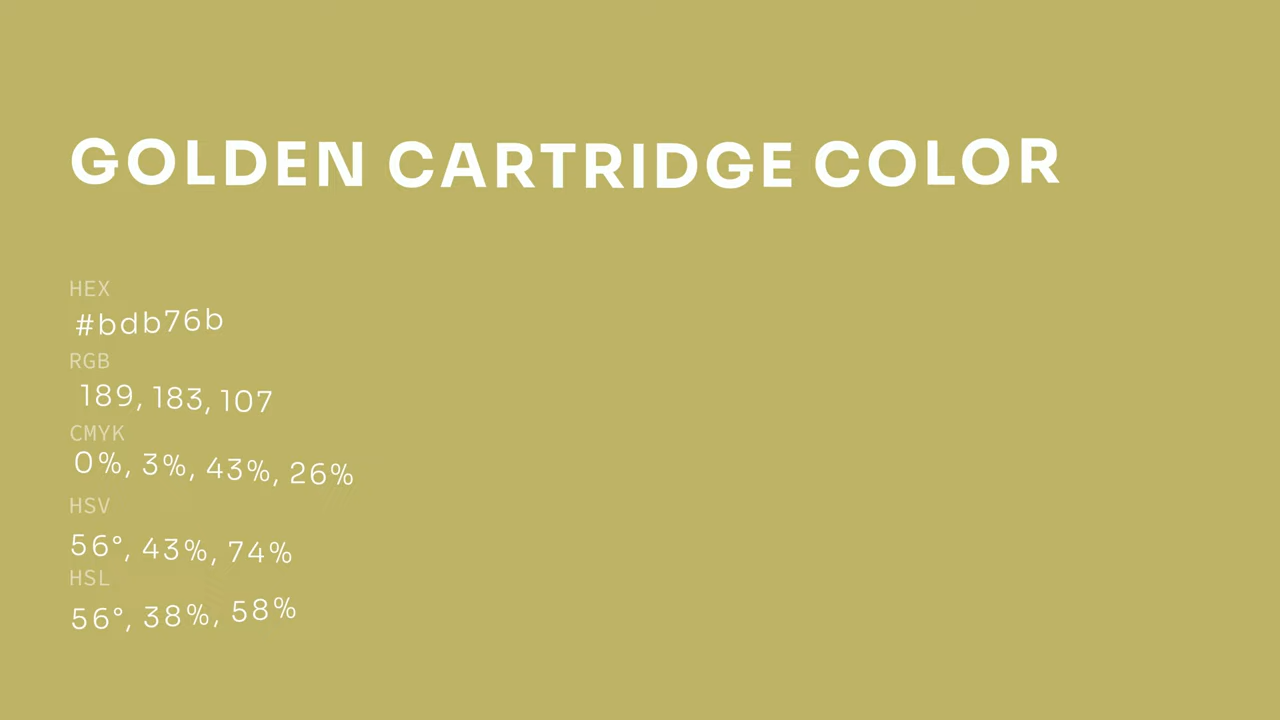 GOLDEN CARTRIDGE COLOR
HEX
#bdb76b
RGB
189, 183, 107
CMYK
0%, 3%, 43%, 26%
HSV
56°, 43%, 74%
HSL
56°, 38%, 58%